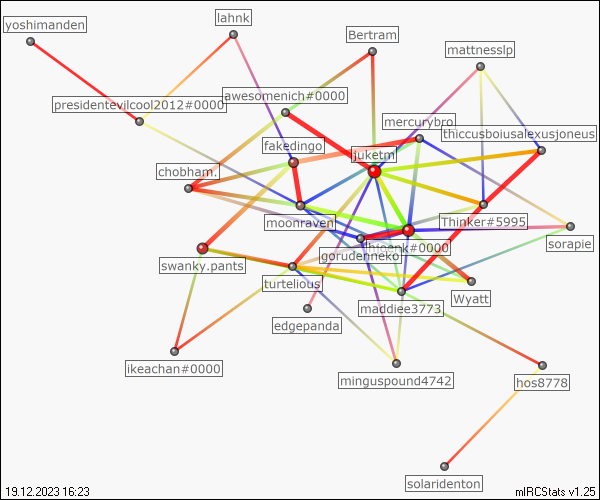 lahnk
yoshimanden
Bertram
mattnesslp
awesomenich#0000
presidentevilcool2012#0000
mercurybro
thiccusboiusalexusjoneus
fakedingo
juketm
chobham.
moonraven
Thinker#5995
sorapie
#0000
gorudenneko
swanky.pants
turtelious
Wyatt
maddiee3773
edgepanda
ikeachan#0000
minguspound4742
hos8778
solaridenton
19.12.2023 16:23
mIRCStats v1.25